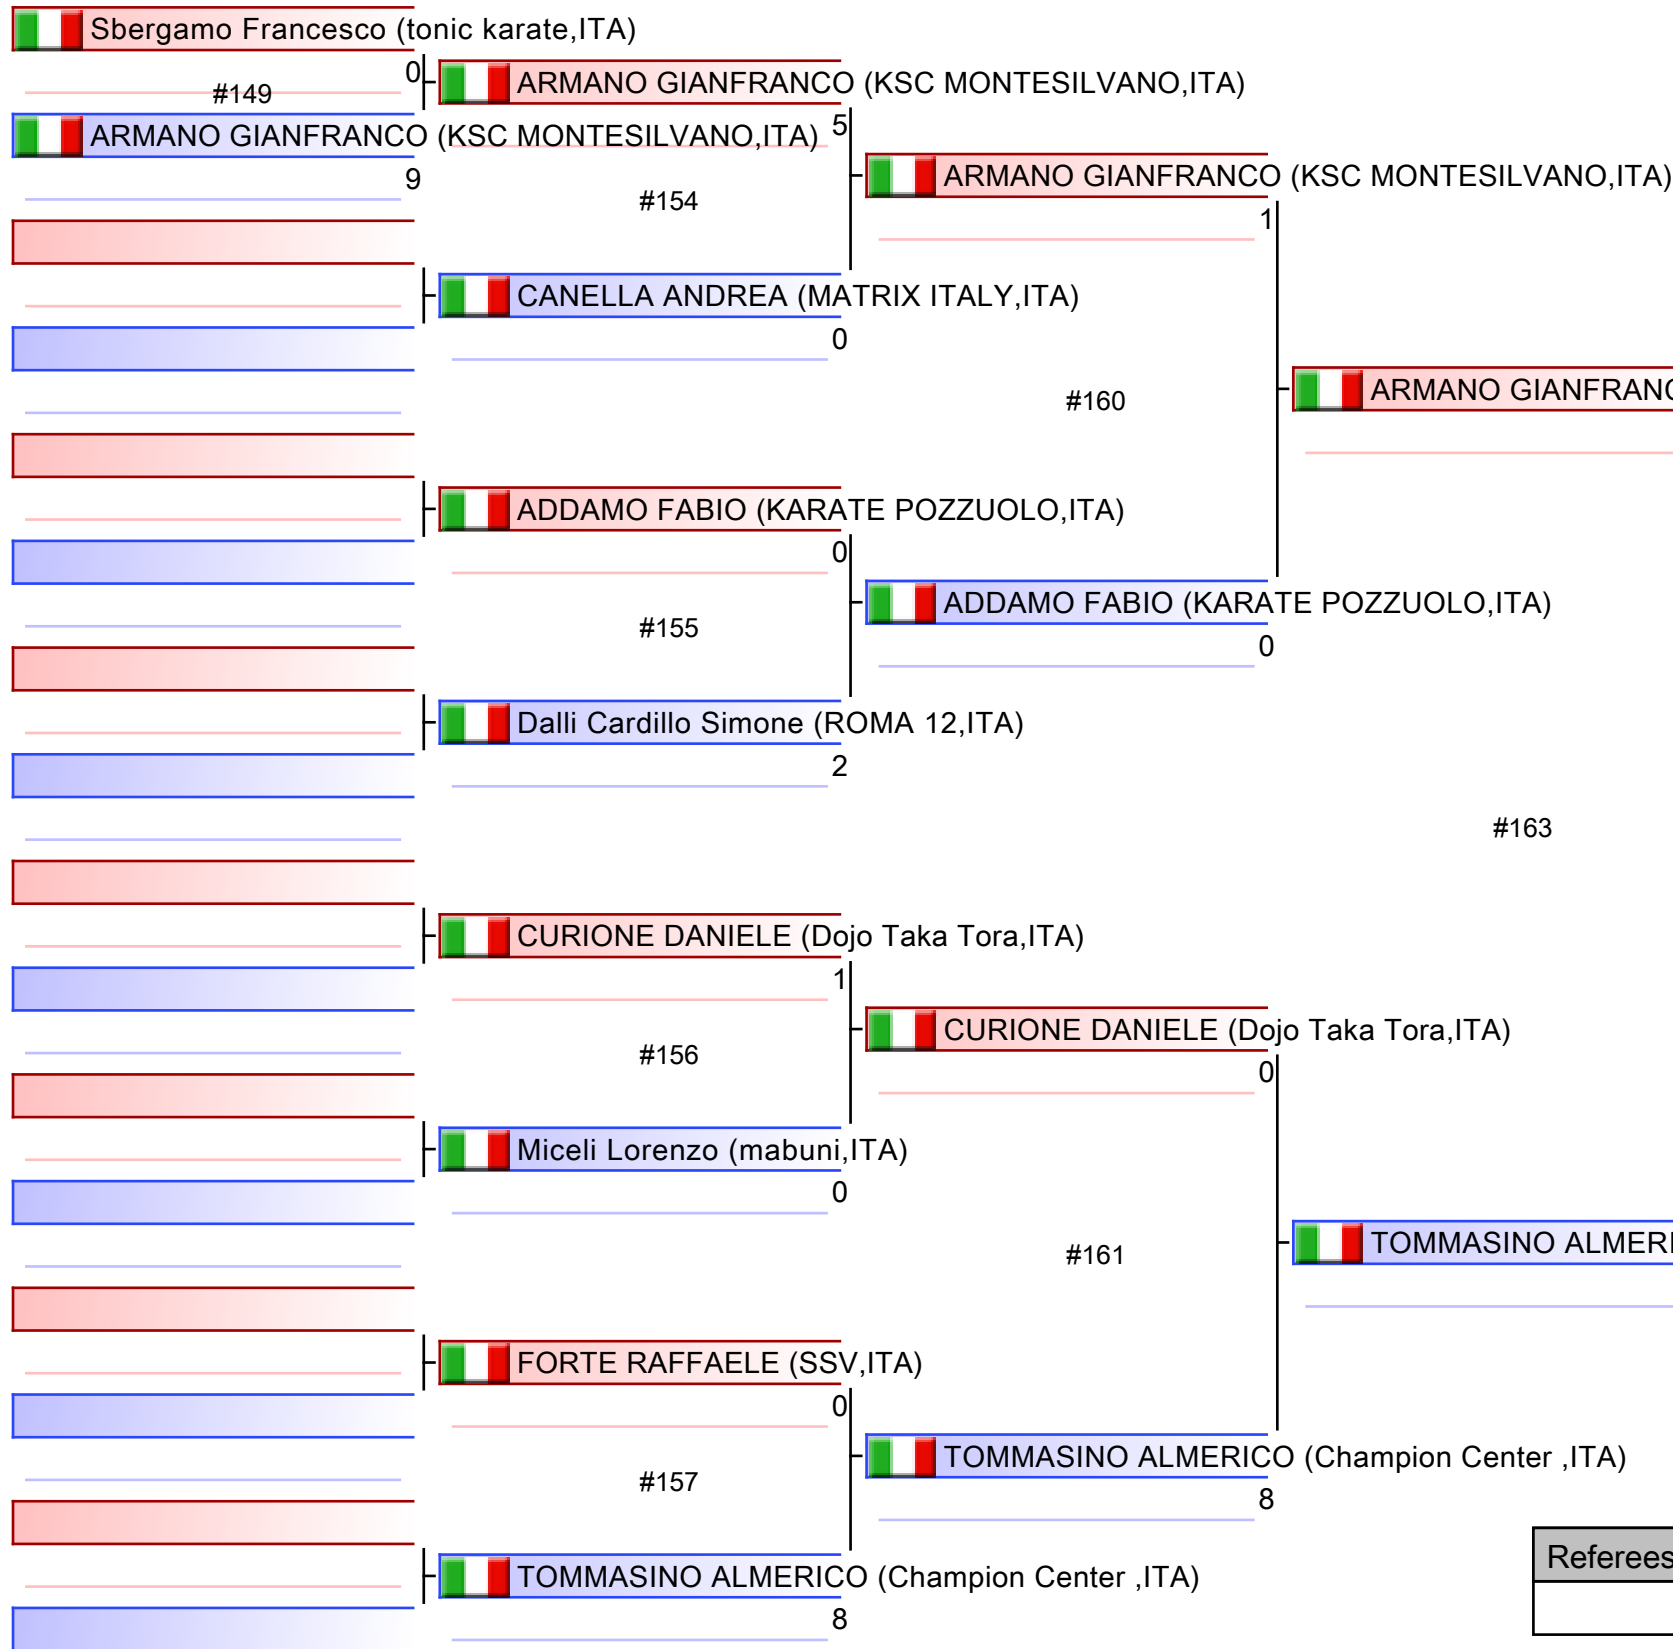 Sbergamo Francesco (tonic karate,ITA)
0
ARMANO GIANFRANCO (KSC MONTESILVANO,ITA)
#149
5
ARMANO GIANFRANCO (KSC MONTESILVANO,ITA)
ARMANO GIANFRANCO (KSC MONTESILVANO,ITA)
9
#154
1
CANELLA ANDREA (MATRIX ITALY,ITA)
0
ARMANO GIANFRANC
#160
ADDAMO FABIO (KARATE POZZUOLO,ITA)
0
ADDAMO FABIO (KARATE POZZUOLO,ITA)
#155
0
Dalli Cardillo Simone (ROMA 12,ITA)
2
#163
CURIONE DANIELE (Dojo Taka Tora,ITA)
1
CURIONE DANIELE (Dojo Taka Tora,ITA)
#156
0
Miceli Lorenzo (mabuni,ITA)
0
#161
TOMMASINO ALMERI
FORTE RAFFAELE (SSV,ITA)
0
TOMMASINO ALMERICO (Champion Center ,ITA)
#157
8
Referees
TOMMASINO ALMERICO (Champion Center ,ITA)
8